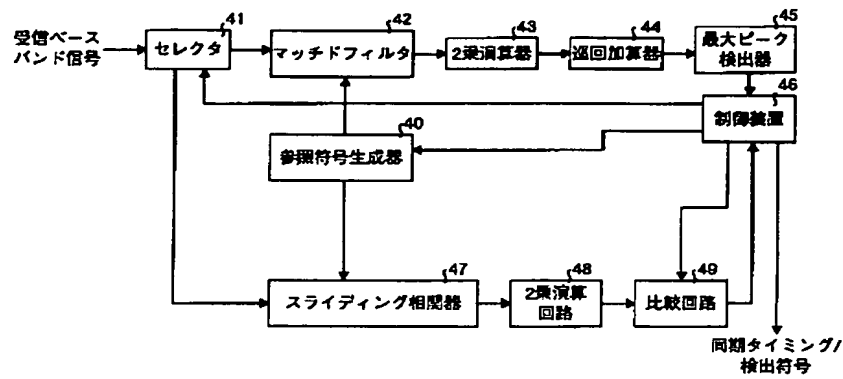 受信ベース
バンド信号
41
セレクタ
42
マッチドフィルタ
43
2乗演算器
44
巡回加算器
45
最大ピーク
検出器
46
制御装置
40
参照符号生成器
47
スライディング相関器
48
2乗演算
回路
49
比較回路
同期タイミング/
検出符号